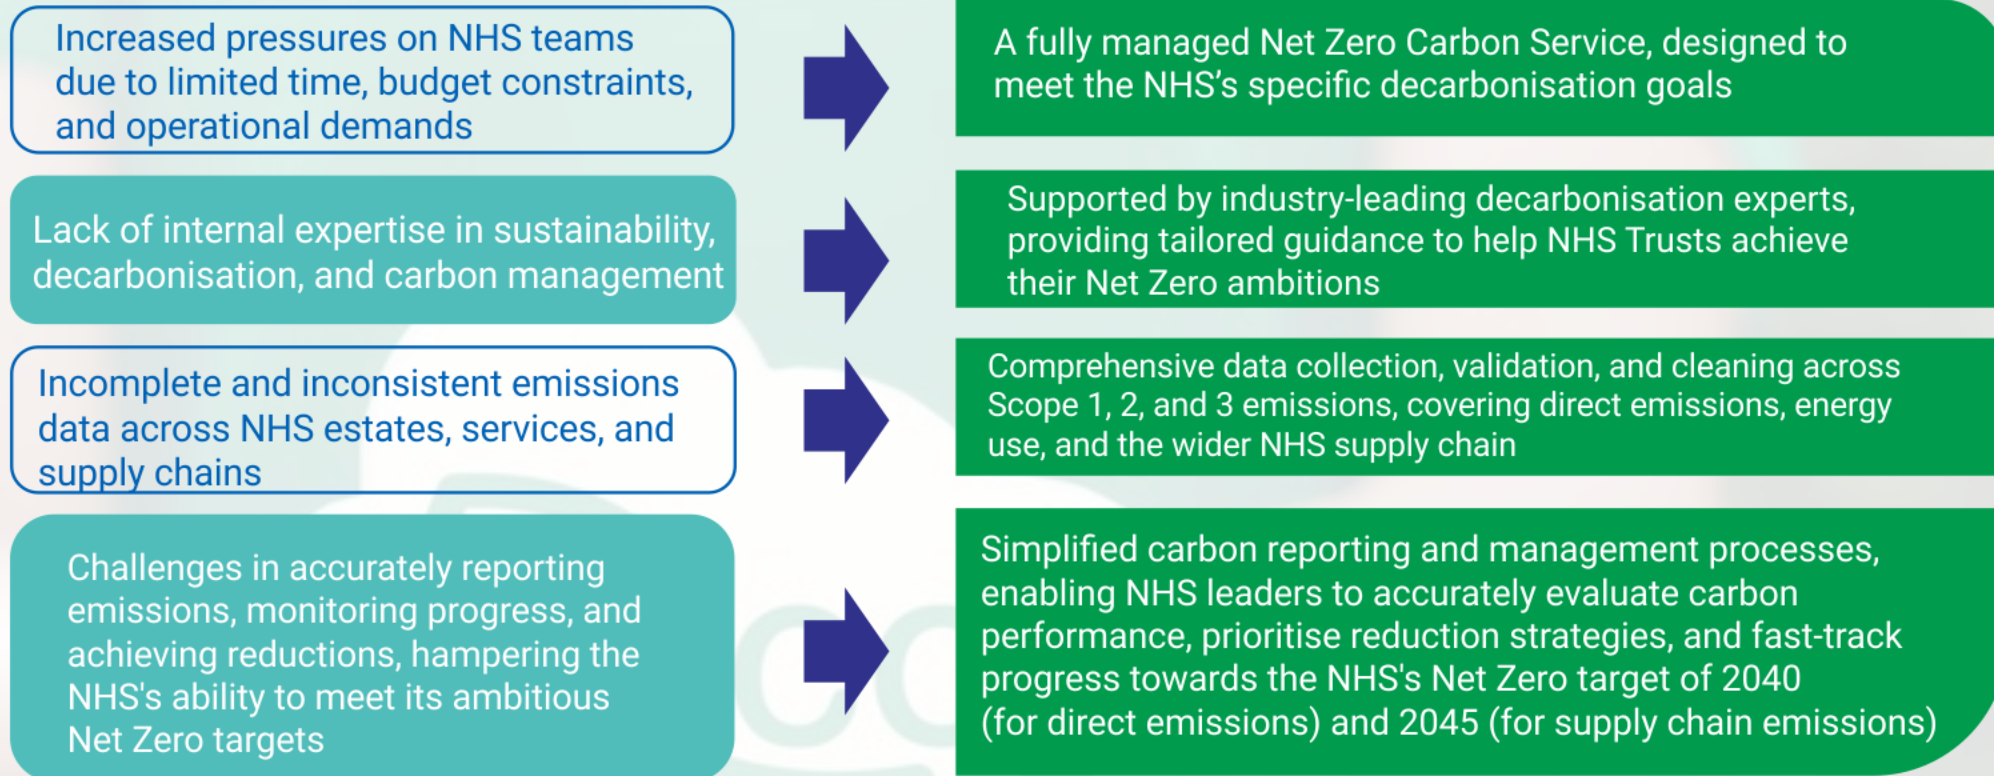 Increased pressures on NHS teams
due to limited time, budget constraints,
and operational demands
A fully managed Net Zero Carbon Service, designed to
meet the NHS’s specific decarbonisation goals
Lack of internal expertise in sustainability,
decarbonisation, and carbon management
Supported by industry-leading decarbonisation experts,
providing tailored guidance to help NHS Trusts achieve
their Net Zero ambitions
Incomplete and inconsistent emissions
data across NHS estates, services, and
supply chains
Comprehensive data collection, validation, and cleaning across
Scope 1, 2, and 3 emissions, covering direct emissions, energy
use, and the wider NHS supply chain
Challenges in accurately reporting
emissions, monitoring progress, and
achieving reductions, hampering the
NHS's ability to meet its ambitious
Net Zero targets
Simplified carbon reporting and management processes,
enabling NHS leaders to accurately evaluate carbon
performance, prioritise reduction strategies, and fast-track
progress towards the NHS's Net Zero target of 2040
(for direct emissions) and 2045 (for supply chain emissions)